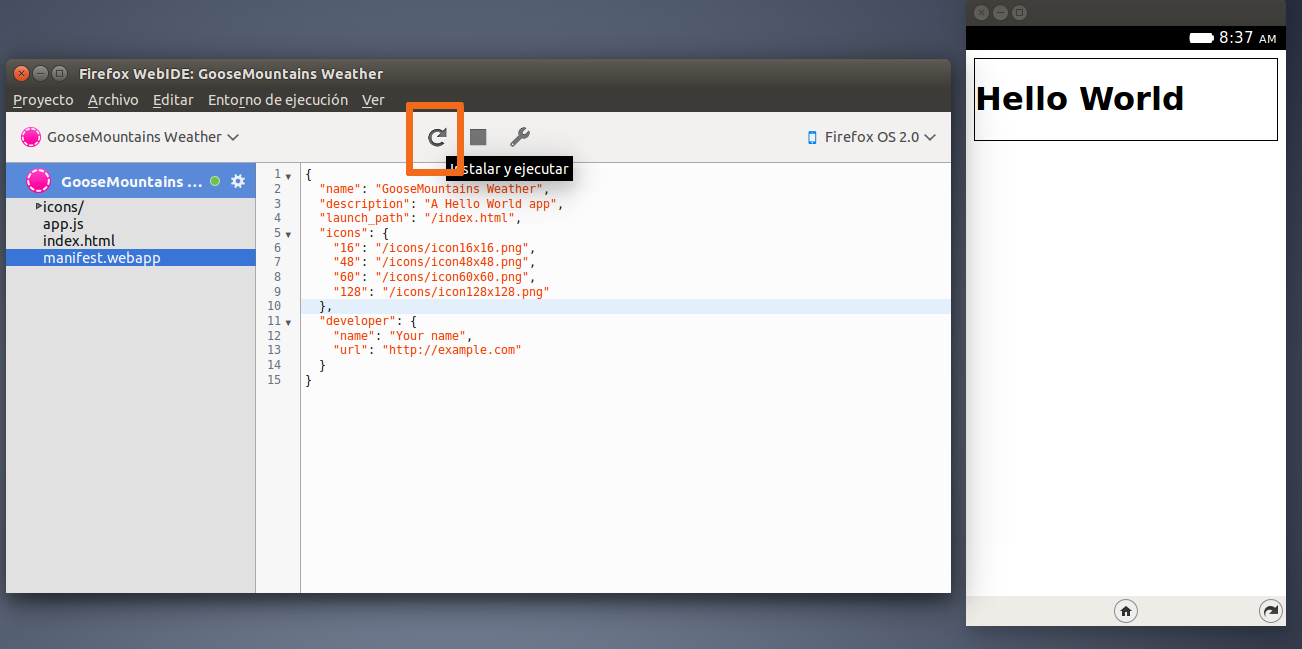 8:37 AM
Hello World
Firefox WebIDE: GooseMountains Weather
Proyecto Archivo Editar Entorno de ejecución Ver
GooseMountains Weather
Firefox OS 2.0
Instalar y ejecutar
GooseMountains ...
icons/
app.js
index.html
manifest.webapp
1 {
2 "name": "GooseMountains Weather",
3 "description": "A Hello World app",
4 "launch_path": "/index.html",
5 "icons": {
6 "16": "/icons/icon16x16.png",
7 "48": "/icons/icon48x48.png",
8 "60": "/icons/icon60x60.png",
9 "128": "/icons/icon128x128.png"
10 },
11 "developer": {
12 "name": "Your name",
13 "url": "http://example.com"
14 }
15 }